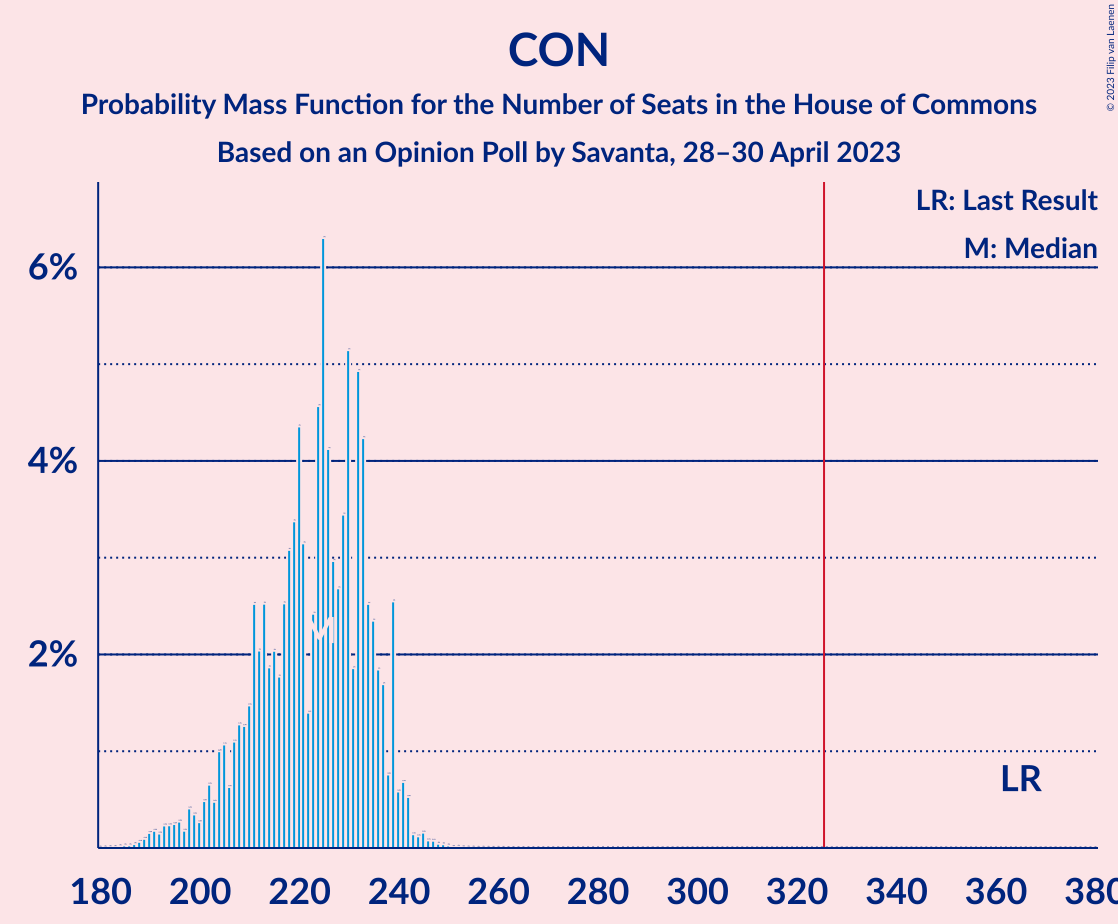 CON
Probability Mass Function for the Number of Seats in the House of Commons
Based on an Opinion Poll by Savanta, 28–30 April 2023
© 2023 Filip van Laenen
LR: Last Result
M: Median
6%
4%
2%
M
LR
180 200 220 240 260 280 300 320 340 360 380